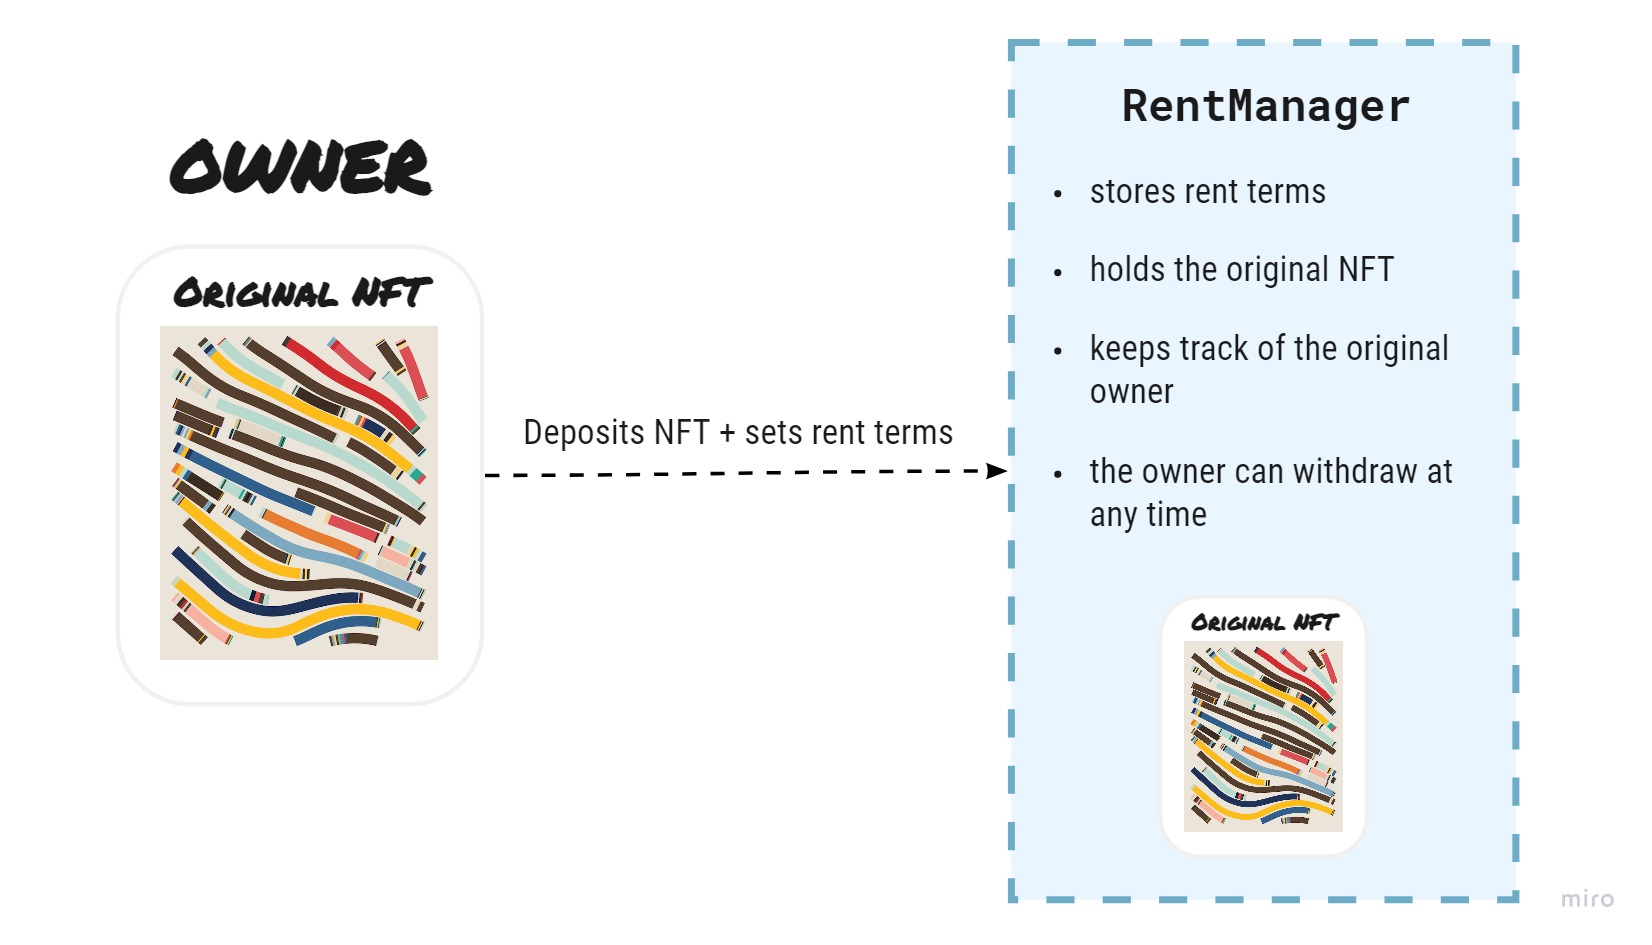 OWNER
ORIGINAL NFT
Deposits NFT + sets rent terms
RentManager
• stores rent terms
• holds the original NFT
• keeps track of the original
owner
• the owner can withdraw at
any time
ORIGINAL NFT
miro